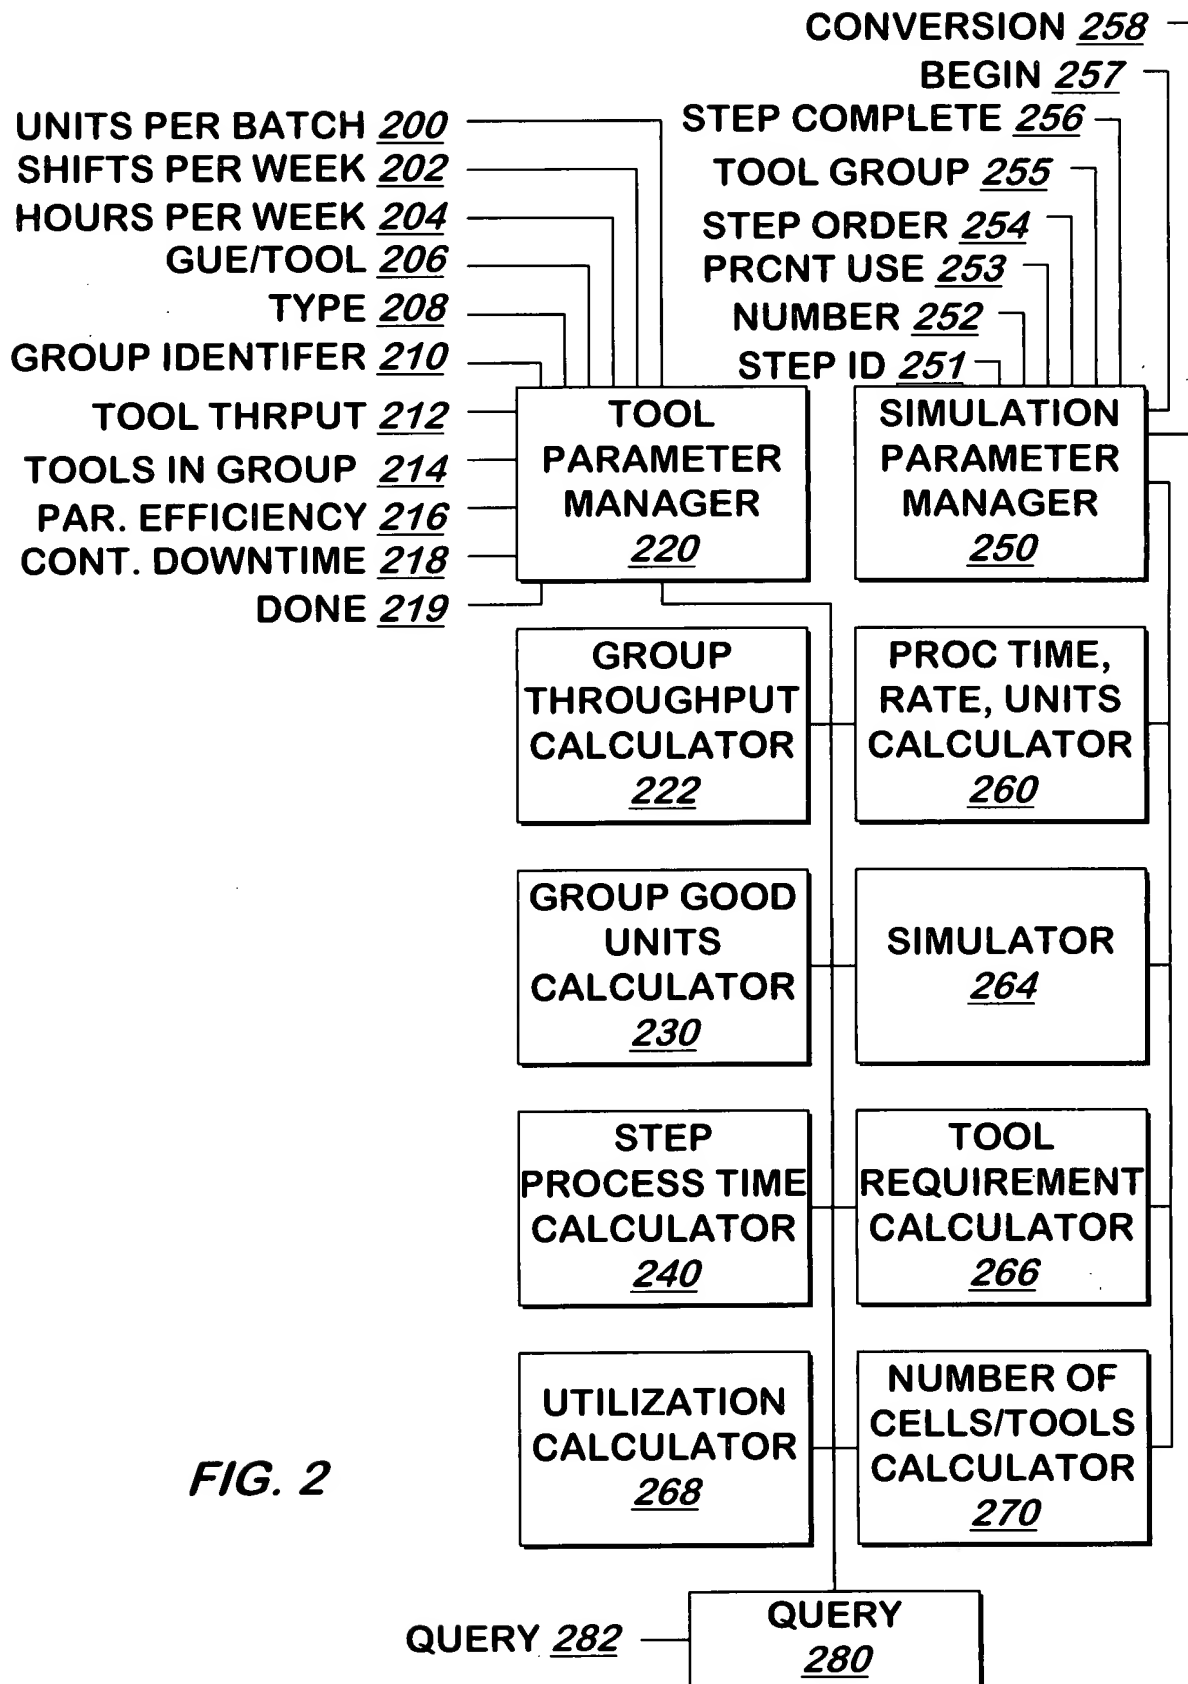 CONVERSION 258
BEGIN 257
UNITS PER BATCH 200
STEP COMPLETE 256
SHIFTS PER WEEK 202
TOOL GROUP 255
HOURS PER WEEK 204
STEP ORDER 254
GUE/TOOL 206
PRCNT USE 253
TYPE 208
NUMBER 252
GROUP IDENTIFER 210
STEP ID 251
TOOL THRPUT 212
TOOLS IN GROUP 214
PAR. EFFICIENCY 216
CONT. DOWNTIME 218
DONE 219
TOOL
PARAMETER
MANAGER
220
SIMULATION
PARAMETER
MANAGER
250
GROUP
THROUGHPUT
CALCULATOR
222
PROC TIME,
RATE, UNITS
CALCULATOR
260
GROUP GOOD
UNITS
CALCULATOR
230
SIMULATOR
264
STEP
PROCESS TIME
CALCULATOR
240
TOOL
REQUIREMENT
CALCULATOR
266
UTILIZATION
CALCULATOR
268
NUMBER OF
CELLS/TOOLS
CALCULATOR
270
FIG. 2
QUERY 282
QUERY
280